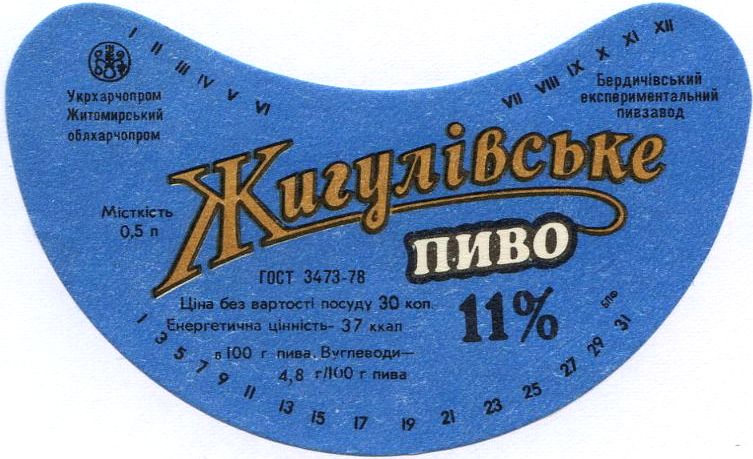 I II III IV V VI
VII VIII IX X XI XII
Укрхарчопром
Житомирський
облхарчопром
Бердичівський
експериментальний
пивзавод
Жигулівське
пиво
11%
Місткість
0,5 л
ГОСТ 3473-78
Ціна без вартості посуду 30 коп.
Енергетична цінність- 37 ккал
в 100 г пива. Вуглеводи—
4,8 г/100 г пива
БПФ
1 3 5 7 9 11 13 15 17 19 21 23 25 27 29 31